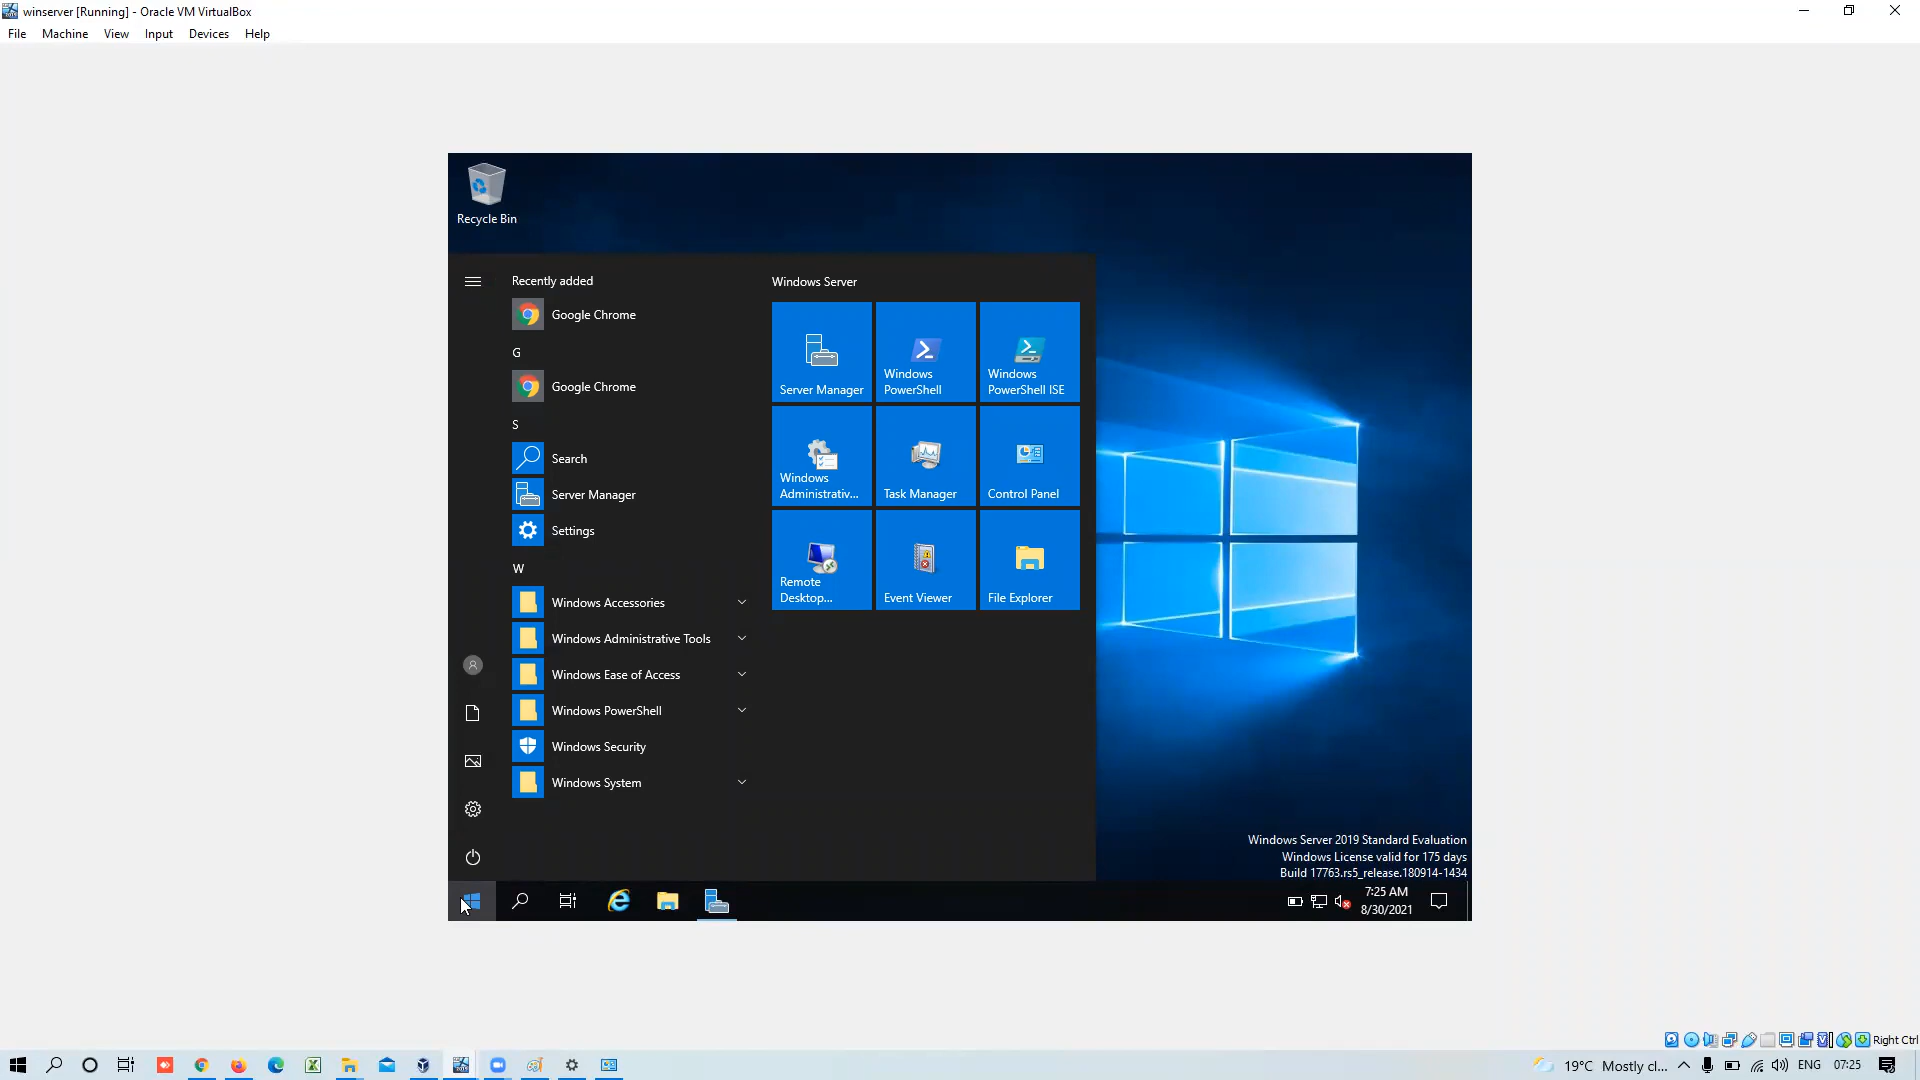 winserver [Running] - Oracle VM VirtualBox
File Machine View Input Devices Help
Recycle Bin
Recently added
Google Chrome
G
Google Chrome
S
Search
Server Manager
Settings
W
Windows Accessories
Windows Administrative Tools
Windows Ease of Access
Windows PowerShell
Windows Security
Windows System
Windows Server
Server Manager
Windows
PowerShell
Windows
PowerShell ISE
Windows
Administrativ...
Task Manager
Control Panel
Remote
Desktop...
Event Viewer
File Explorer
Windows Server 2019 Standard Evaluation
Windows License valid for 175 days
Build 17763.rs5_release.180914-1434
7:25 AM
8/30/2021
Right Ctrl
19°C Mostly cl...
ENG
07:25